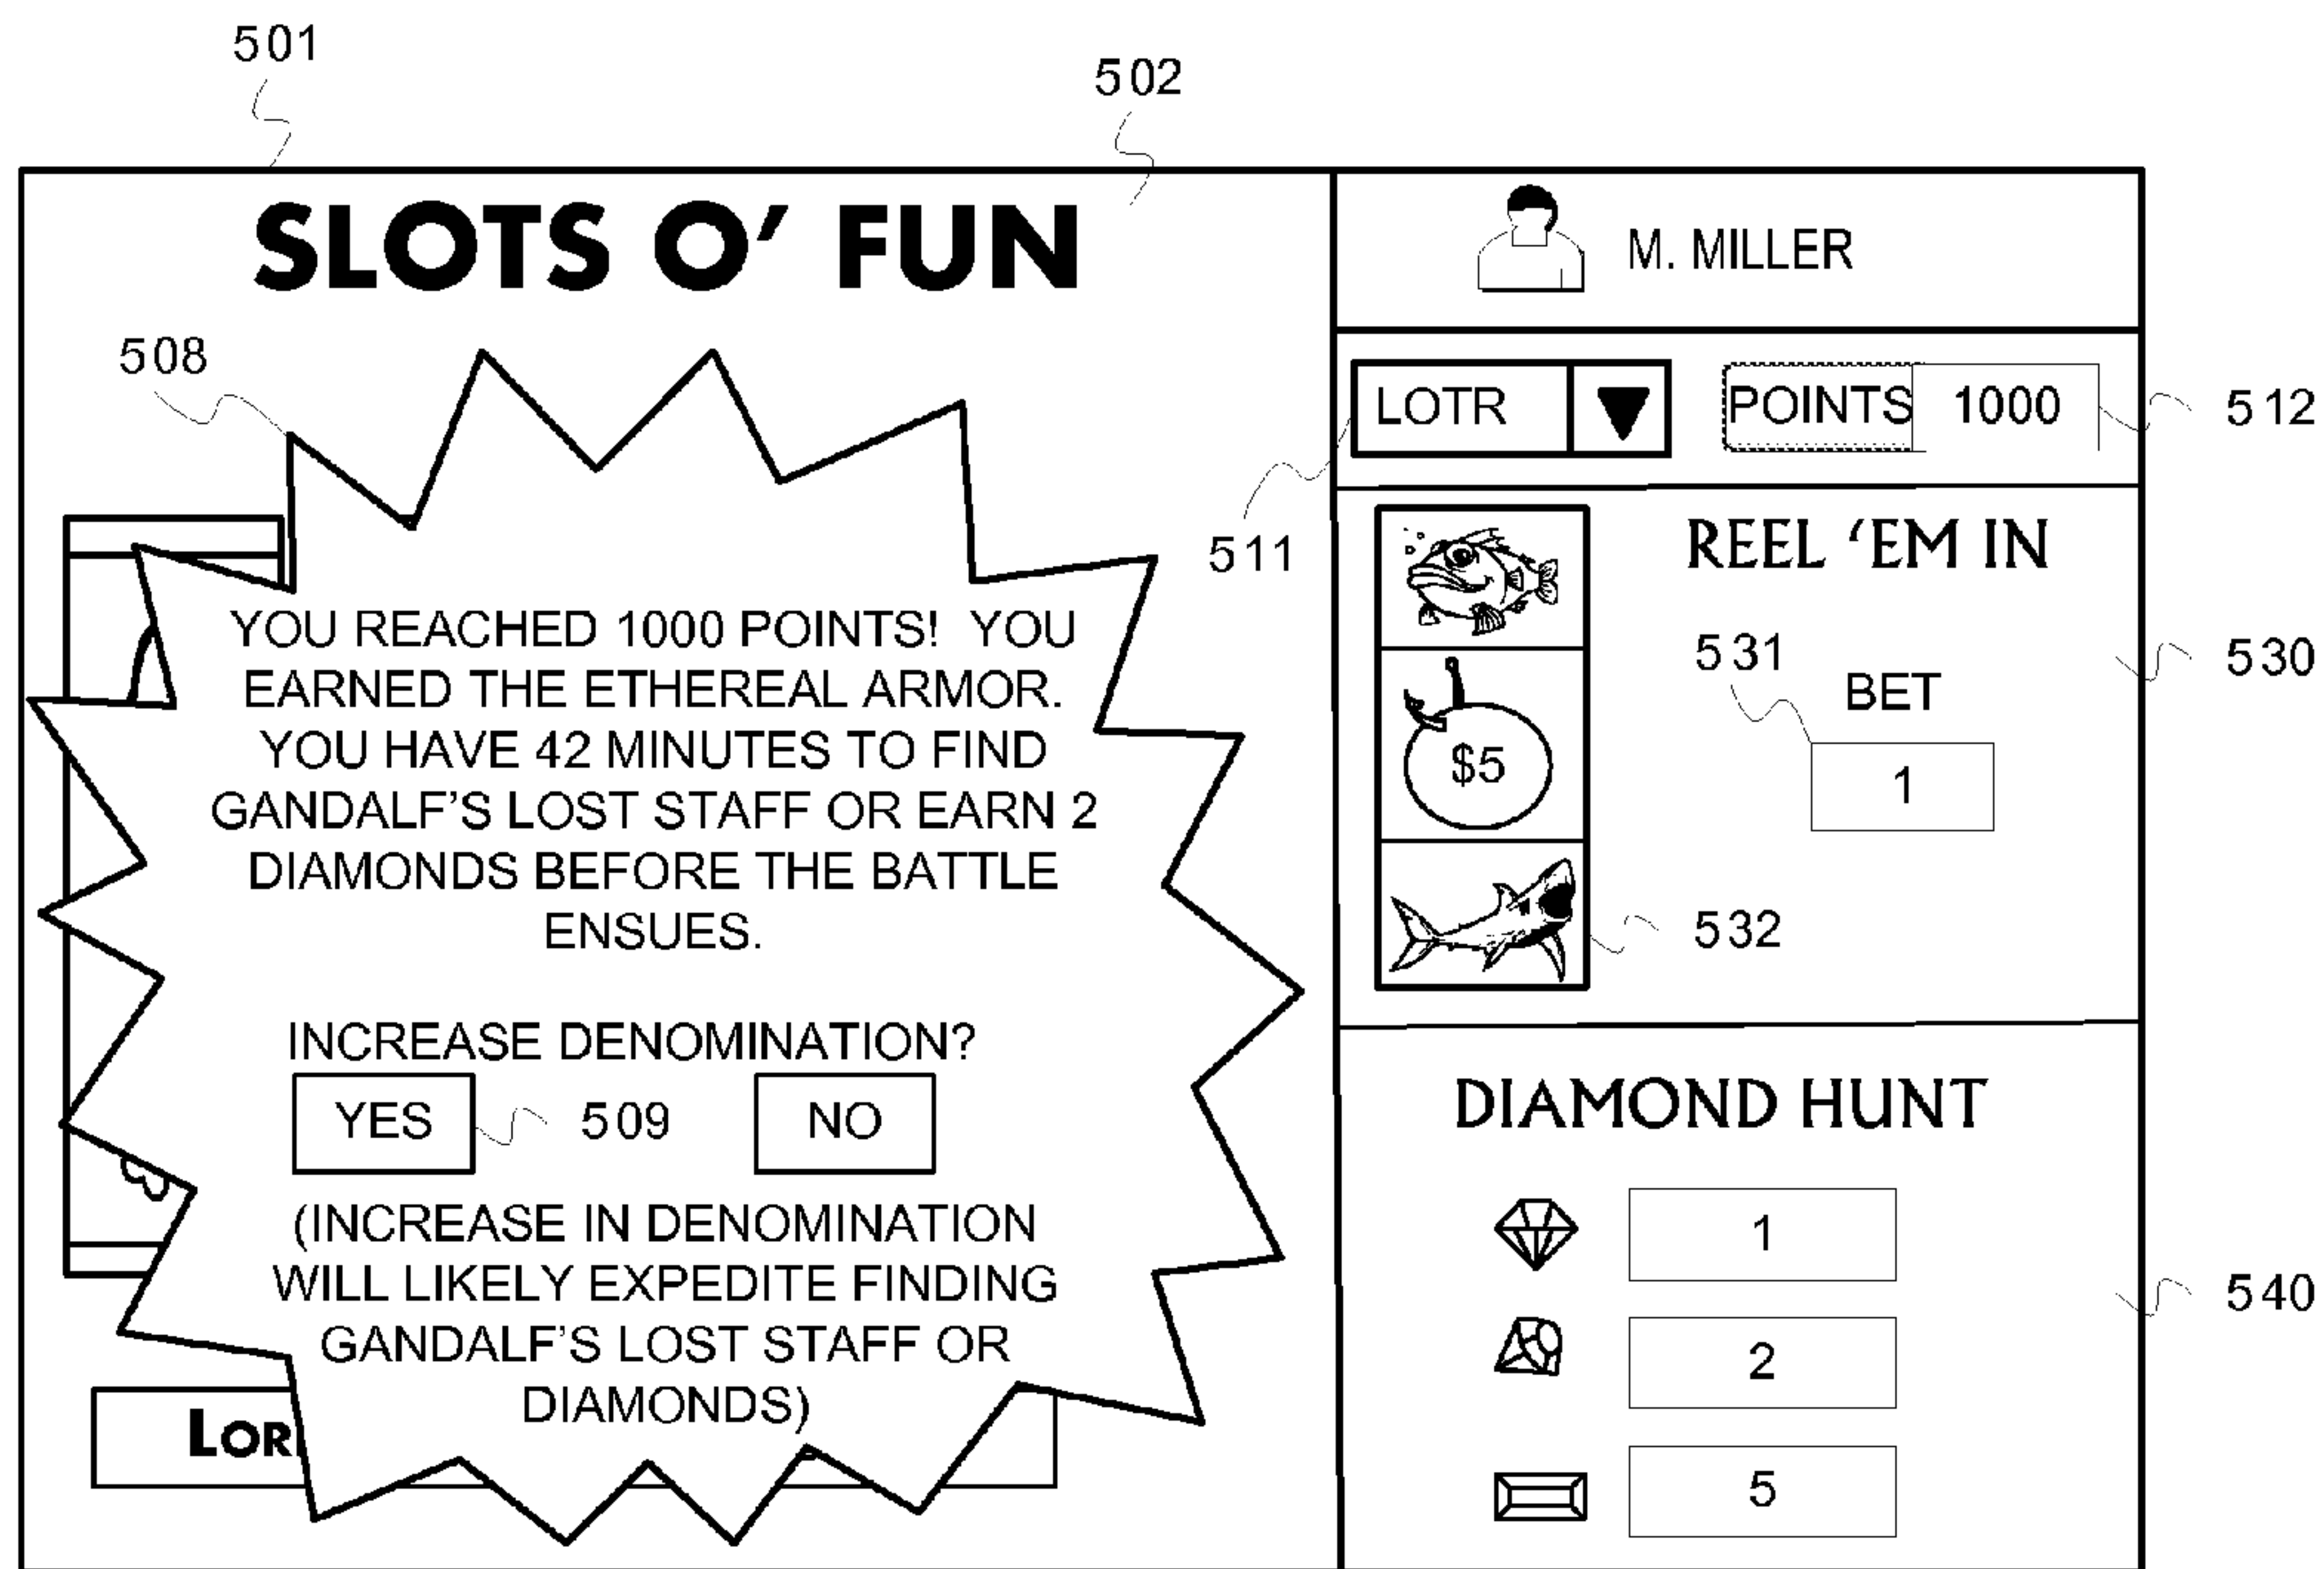 501
502
SLOTS O' FUN
M. MILLER
508
LOTR
POINTS 1000
512
511
REEL 'EM IN
YOU REACHED 1000 POINTS! YOU
EARNED THE ETHEREAL ARMOR.
YOU HAVE 42 MINUTES TO FIND
GANDALF'S LOST STAFF OR EARN 2
DIAMONDS BEFORE THE BATTLE
ENSUES.
531
530
BET
$5
1
532
INCREASE DENOMINATION?
YES
509
NO
(INCREASE IN DENOMINATION
WILL LIKELY EXPEDITE FINDING
GANDALF'S LOST STAFF OR
DIAMONDS)
LOR
DIAMOND HUNT
1
540
2
5